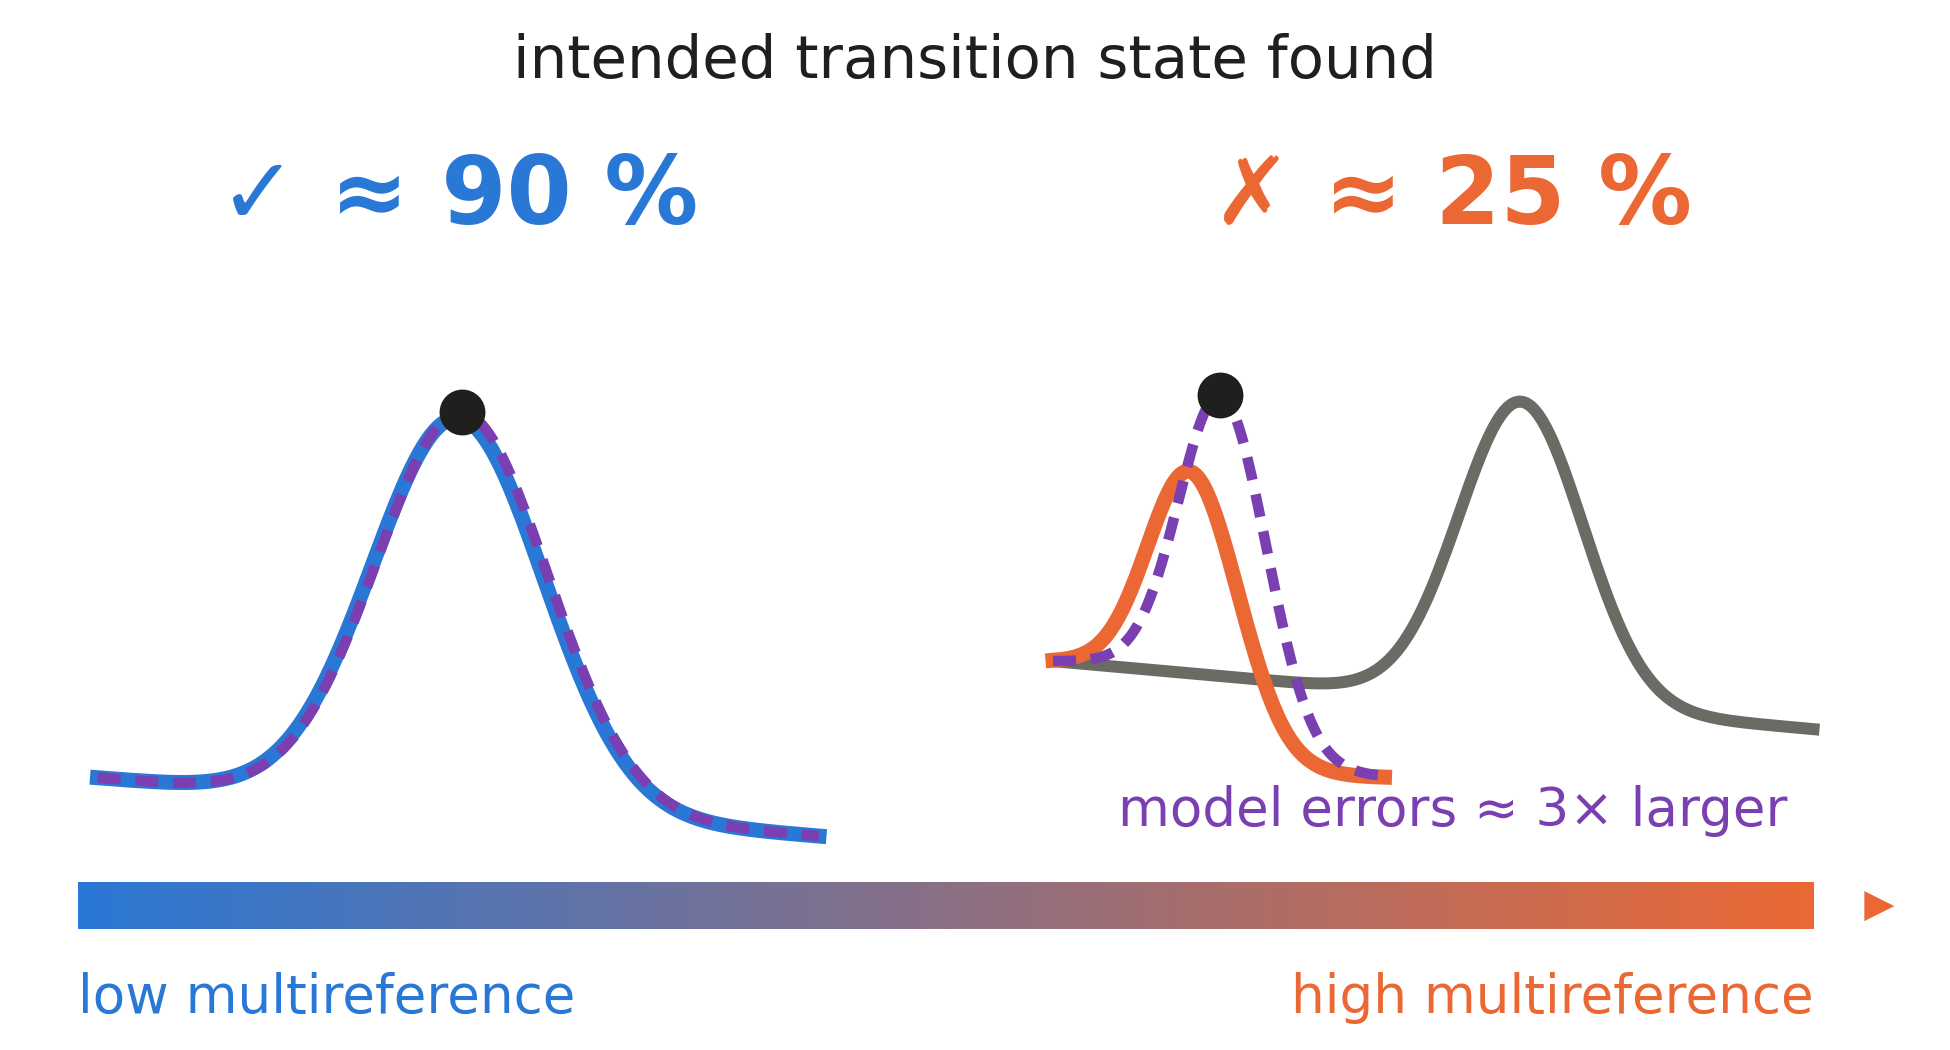 intended transition state found
✓ ≈ 90 %
✗ ≈ 25 %
model errors ≈ 3× larger
low multireference
high multireference